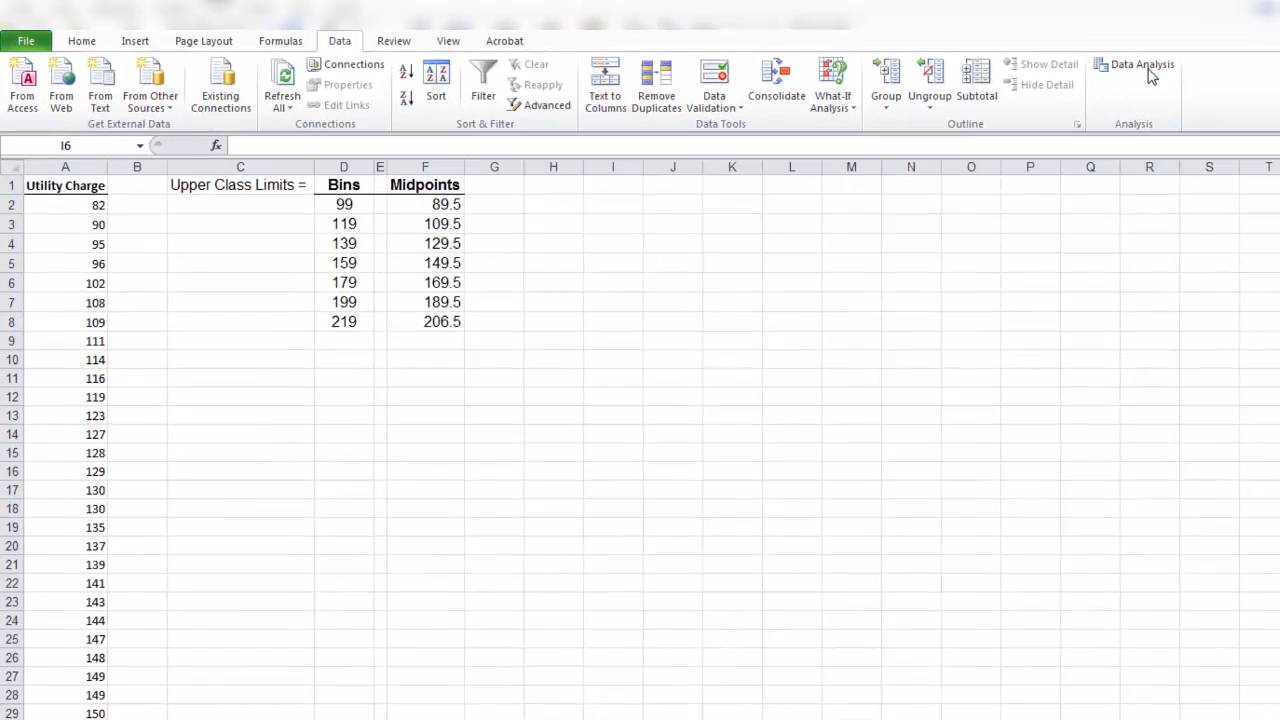 File Home Insert Page Layout Formulas Data Review View Acrobat
From Access From Web From Text From Other Sources Existing Connections
Get External Data
Refresh All Connections Properties Edit Links
Connections
Sort Filter Clear Reapply Advanced
Sort & Filter
Text to Columns Remove Duplicates Data Validation Consolidate What-If Analysis
Data Tools
Group Ungroup Subtotal Show Detail Hide Detail
Outline
Data Analysis
Analysis
I6 fx
A B C D E F G H I J K L M N O P Q R S T
1 Utility Charge Upper Class Limits = Bins Midpoints
2 82 99 89.5
3 90 119 109.5
4 95 139 129.5
5 96 159 149.5
6 102 179 169.5
7 108 199 189.5
8 109 219 206.5
9 111
10 114
11 116
12 119
13 123
14 127
15 128
16 129
17 130
18 130
19 135
20 137
21 139
22 141
23 143
24 144
25 147
26 148
27 149
28 149
29 150